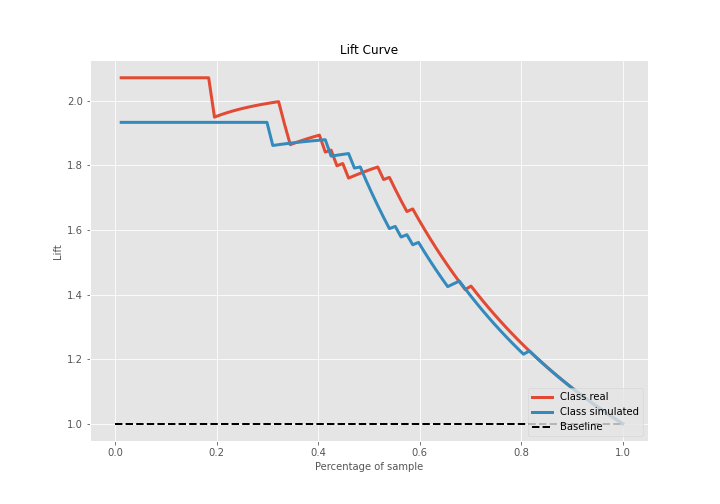 Lift Curve
Lift
2.0
1.8
1.6
1.4
1.2
1.0
0.0 0.2 0.4 0.6 0.8 1.0
Percentage of sample
Class real
Class simulated
Baseline